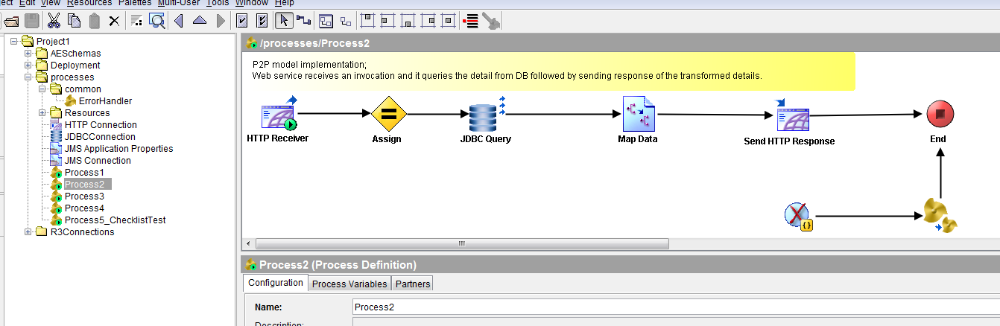 ject Edit View Resources Palettes Multi-User Tools Window Help
Project1
AESchemas
Deployment
processes
common
ErrorHandler
Resources
HTTP Connection
JDBCConnection
JMS Application Properties
JMS Connection
Process1
Process2
Process3
Process4
Process5_ChecklistTest
R3Connections
/processes/Process2
P2P model implementation;
Web service receives an invocation and it queries the detail from DB followed by sending response of the transformed details.
HTTP Receiver Assign JDBC Query Map Data Send HTTP Response End
Process2 (Process Definition)
Configuration Process Variables Partners
Name: Process2
Description: